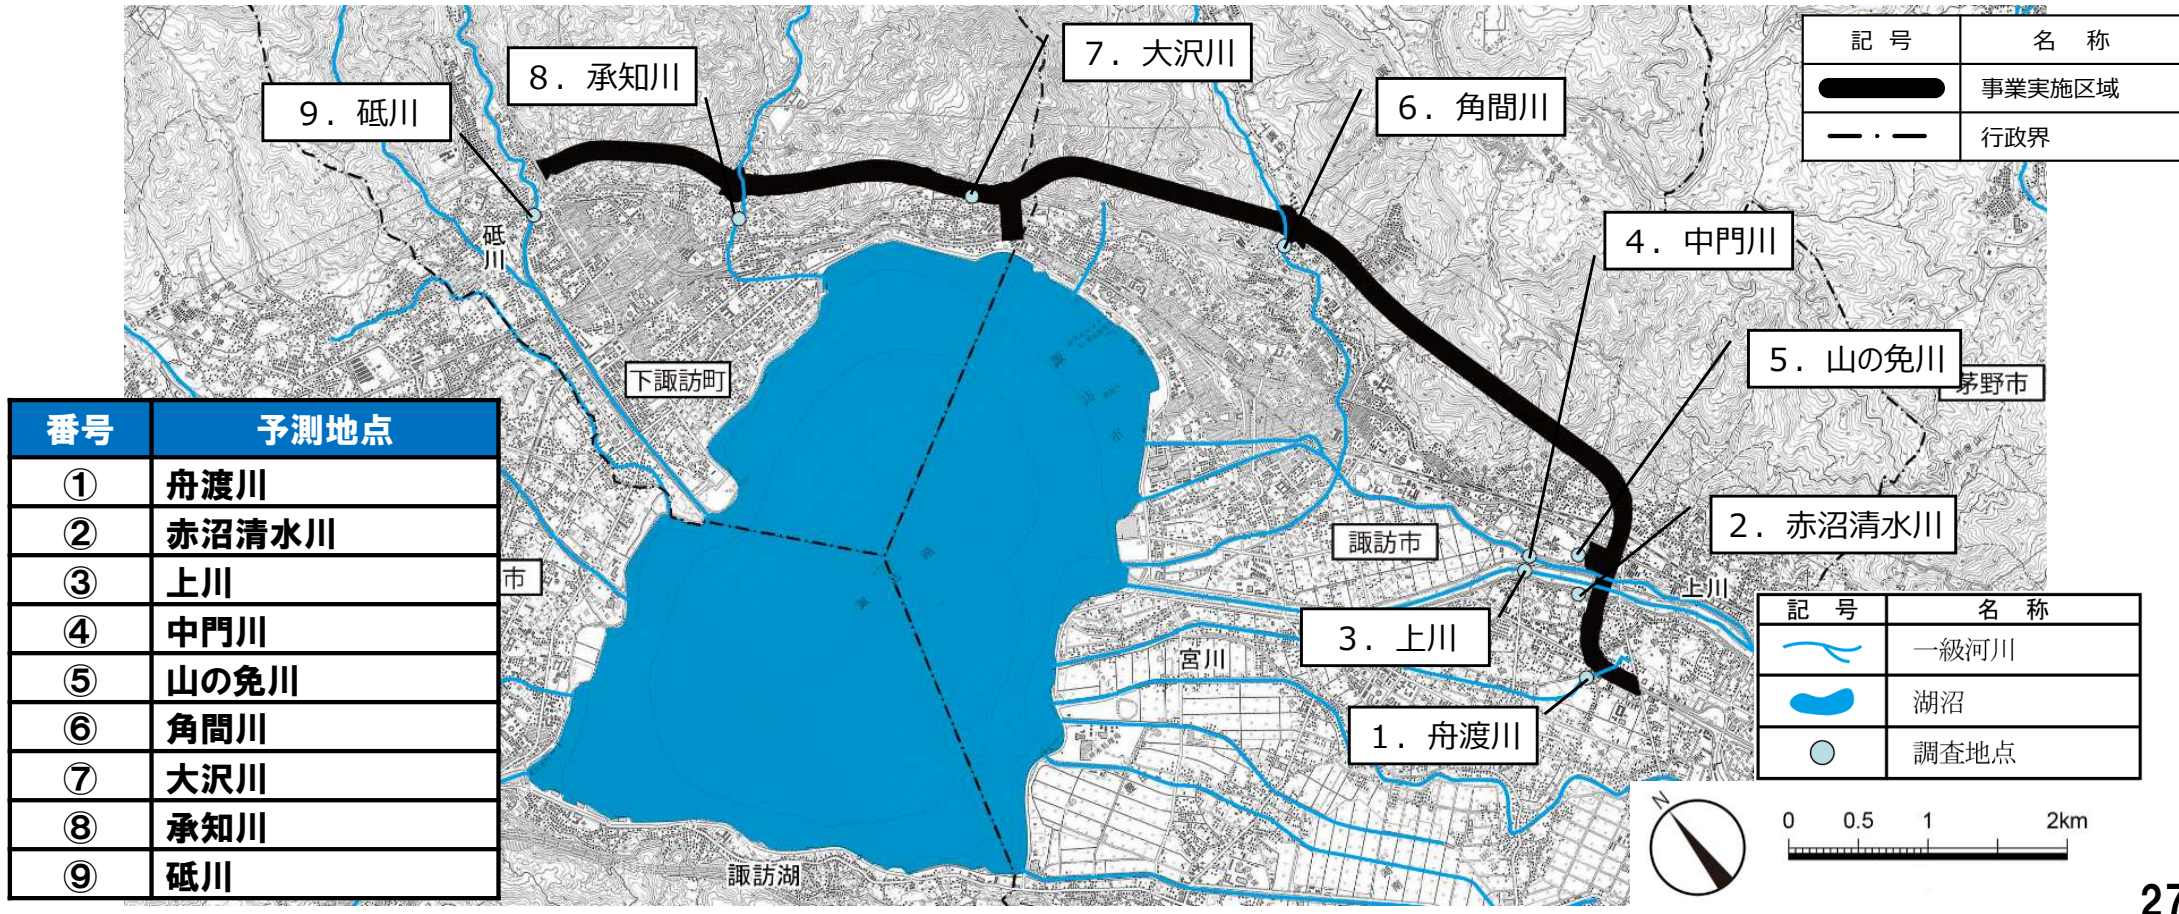 7. 大沢川
8. 承知川
9. 砥川
6. 角間川
記号 名称
事業実施区域
行政界
砥川
4. 中門川
5. 山の免川
下諏訪町
茅野市
番号 予測地点
① 舟渡川
② 赤沼清水川
③ 上川
④ 中門川
⑤ 山の免川
⑥ 角間川
⑦ 大沢川
⑧ 承知川
⑨ 砥川
2. 赤沼清水川
諏訪市
市
上川
3. 上川
宮川
1. 舟渡川
記号 名称
一級河川
湖沼
調査地点
諏訪湖
N
0 0.5 1 2km
27